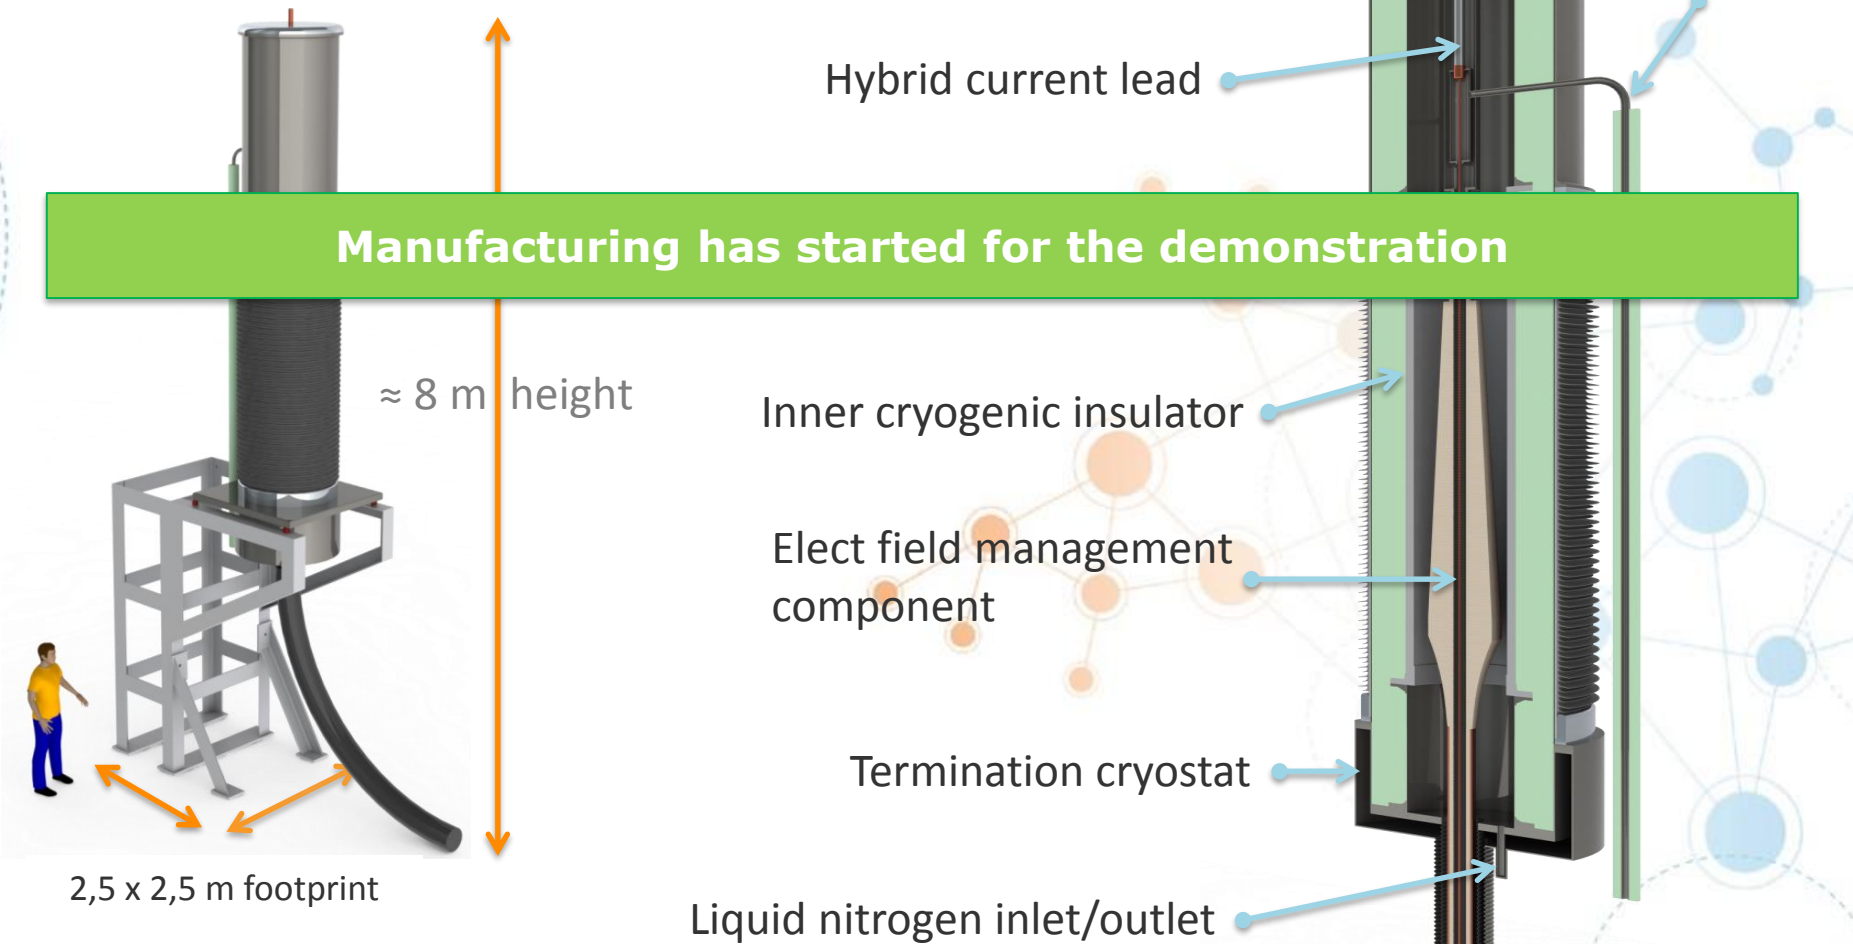 Hybrid current lead
Manufacturing has started for the demonstration
≈ 8 m height
Inner cryogenic insulator
Elect field management
component
Termination cryostat
2,5 x 2,5 m footprint
Liquid nitrogen inlet/outlet